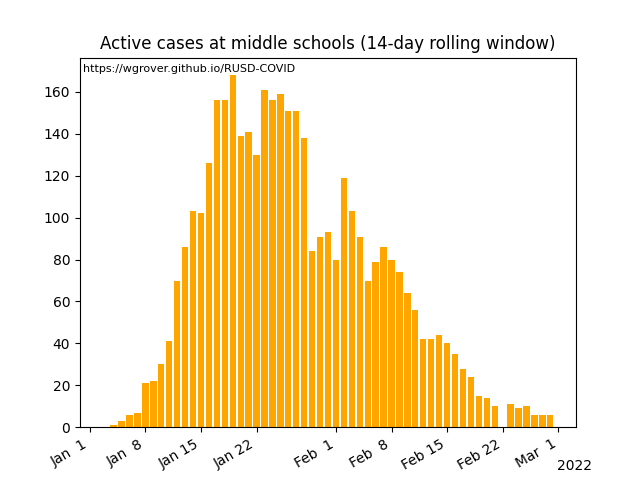 Active cases at middle schools (14-day rolling window)
https://wgrover.github.io/RUSD-COVID
160
140
120
100
80
60
40
20
0
Jan 1
Jan 8
Jan 15
Jan 22
Feb 1
Feb 8
Feb 15
Feb 22
Mar 1
2022